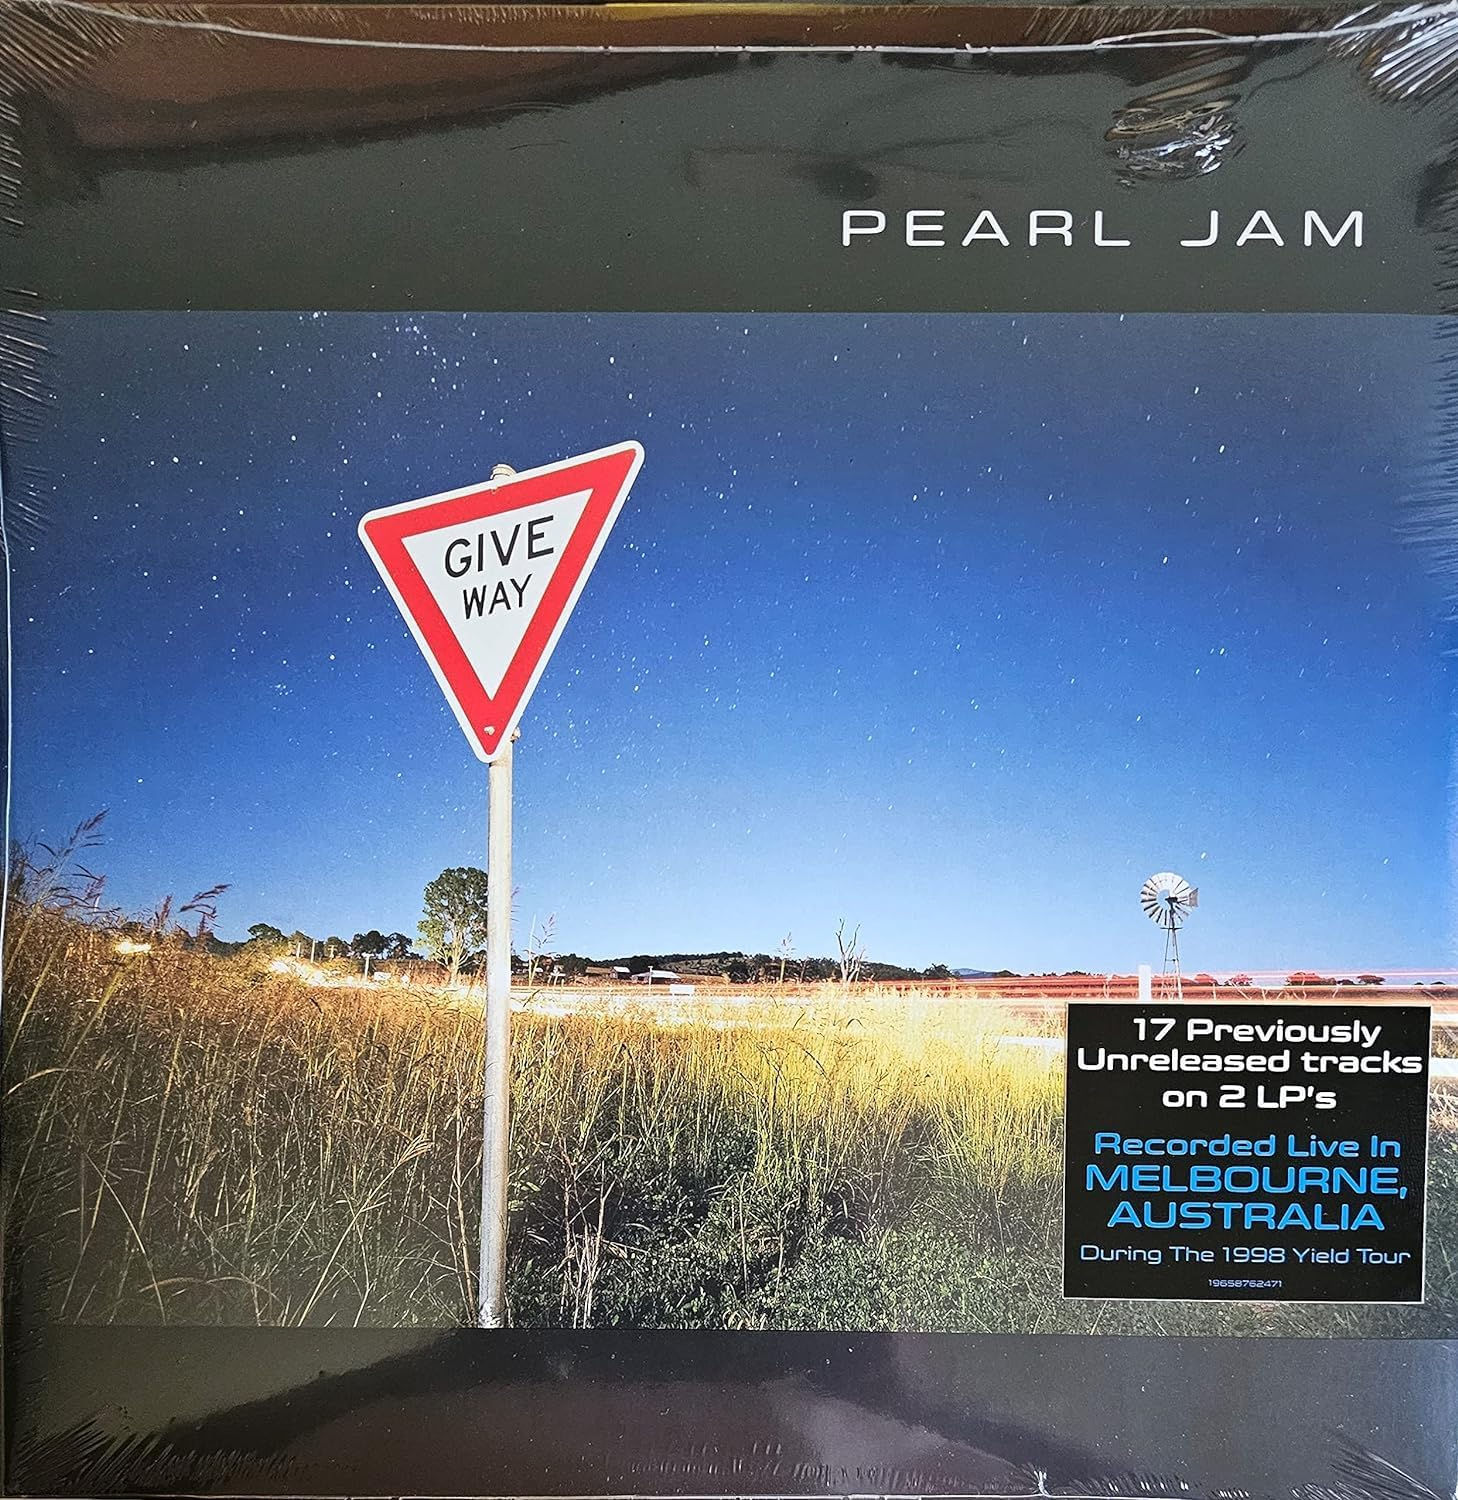 PEARL JAM
GIVE
WAY
17 Previously
Unreleased tracks
on 2 LP's
Recorded Live In
MELBOURNE,
AUSTRALIA
During The 1998 Yield Tour
19658762471